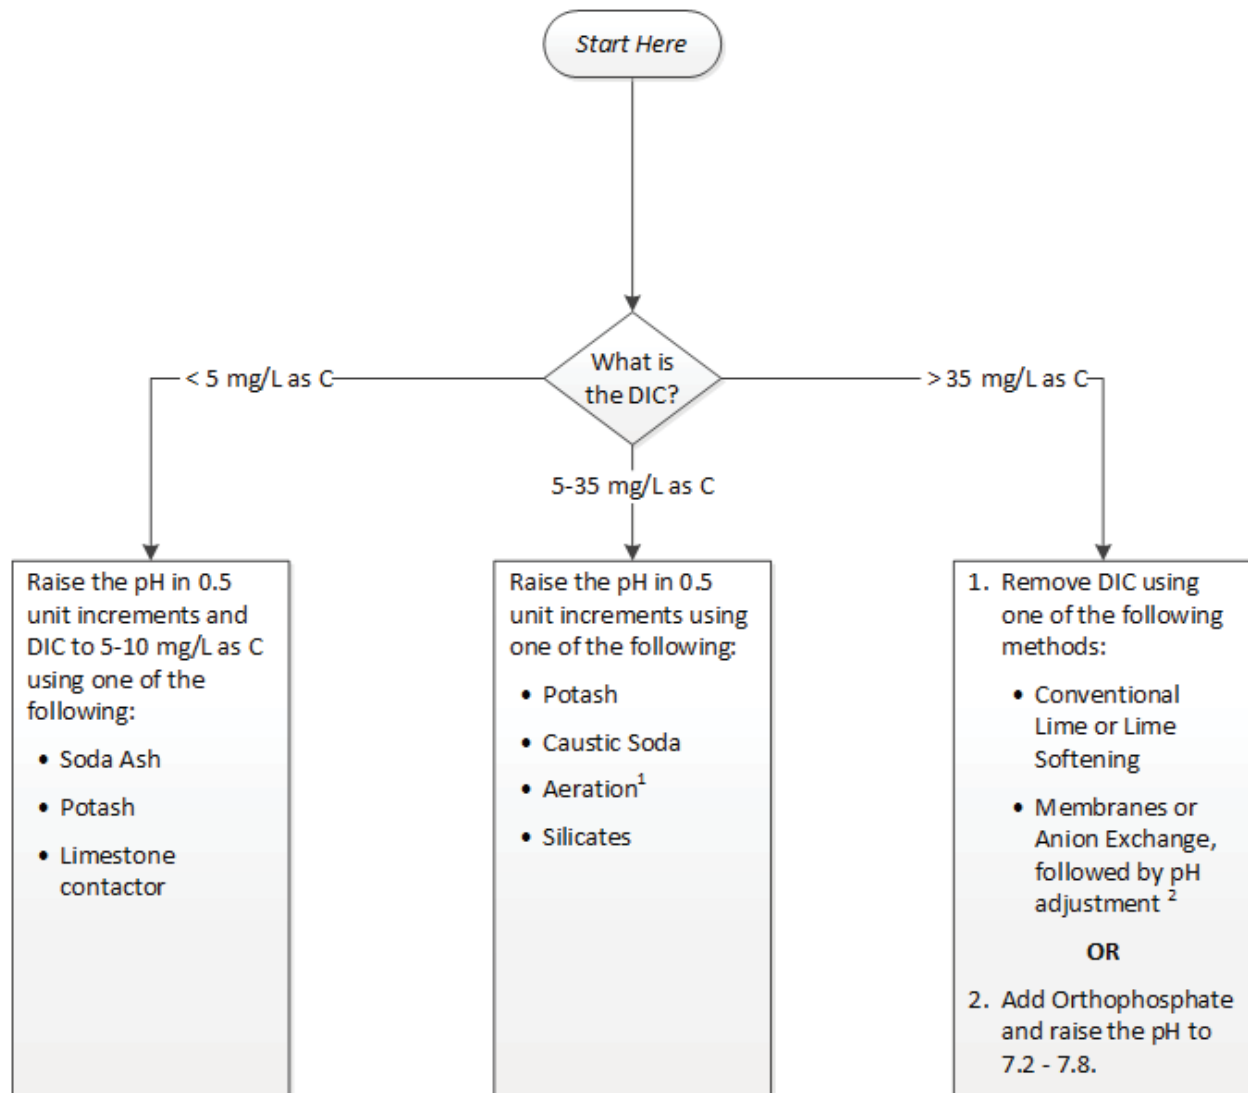 Start Here
What is
the DIC?
< 5 mg/L as C
5-35 mg/L as C
> 35 mg/L as C
Raise the pH in 0.5
unit increments and
DIC to 5-10 mg/L as C
using one of the
following:
• Soda Ash
• Potash
• Limestone
contactor
Raise the pH in 0.5
unit increments using
one of the following:
• Potash
• Caustic Soda
• Aeration¹
• Silicates
1. Remove DIC using
one of the following
methods:
• Conventional
Lime or Lime
Softening
• Membranes or
Anion Exchange,
followed by pH
adjustment ²
OR
2. Add Orthophosphate
and raise the pH to
7.2 - 7.8.